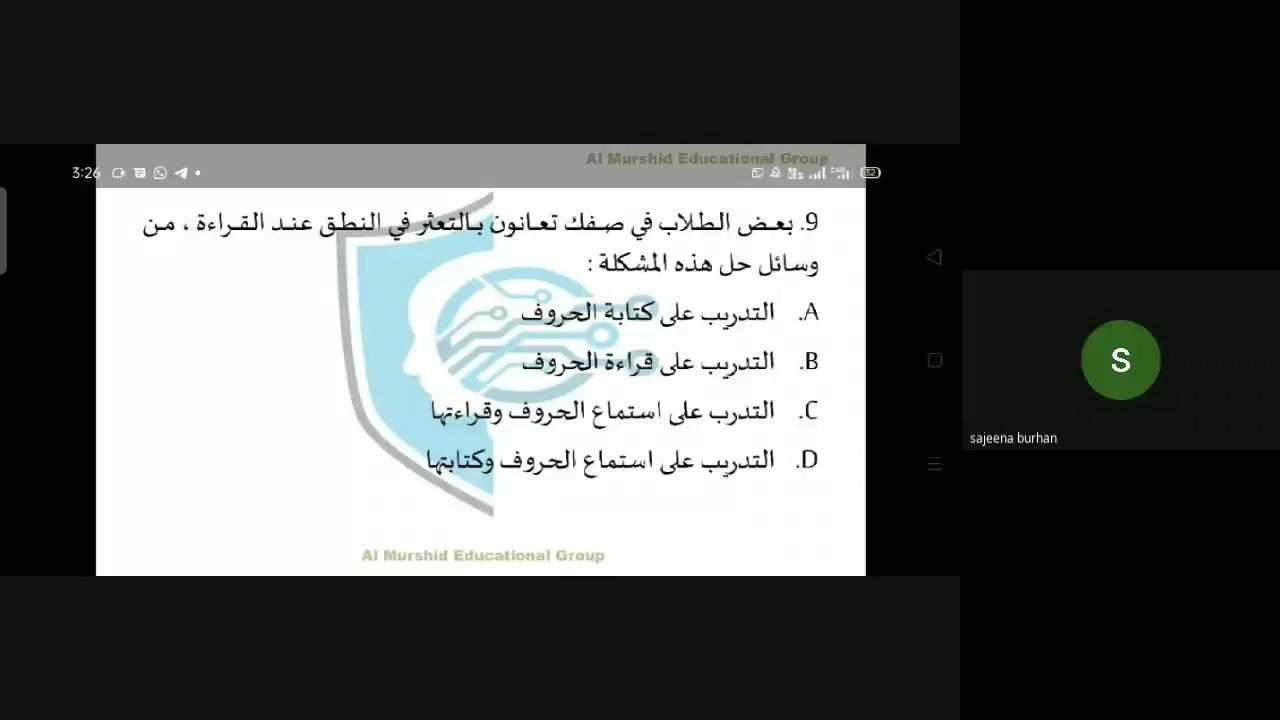 Al Murshid Educational Group
3:26
9. بعض الطلاب في صفك تعانون بالتعثر في النطق عند القراءة ، من
وسائل حل هذه المشكلة :
A. التدريب على كتابة الحروف
B. التدريب على قراءة الحروف
C. التدرب على استماع الحروف وقراءتها
D. التدريب على استماع الحروف وكتابتها
Al Murshid Educational Group
S
sajeena burhan